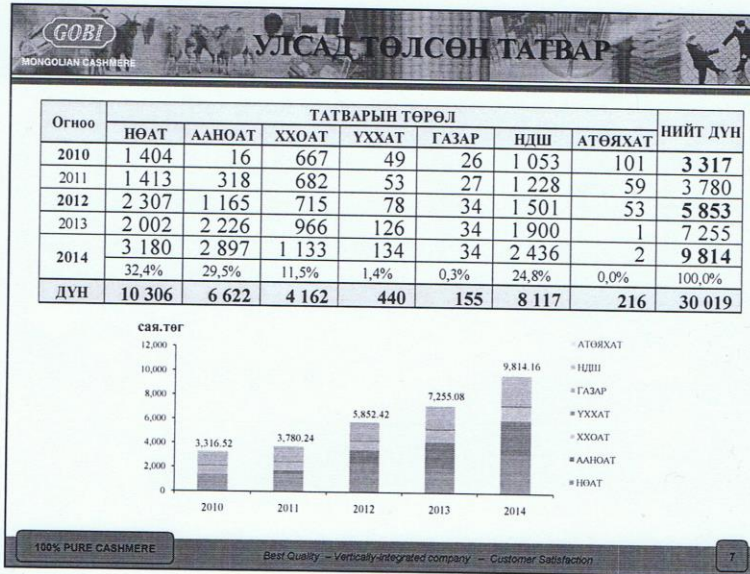 GOBI
MONGOLIAN CASHMERE
УЛСАД ТӨЛСӨН ТАТВАР
Огноо ТАТВАРЫН ТӨРӨЛ НИЙТ ДҮН
НӨАТ ААНОАТ ХХОАТ ҮХХАТ ГАЗАР НДШ АТӨЯХАТ
2010 1 404 16 667 49 26 1 053 101 3 317
2011 1 413 318 682 53 27 1 228 59 3 780
2012 2 307 1 165 715 78 34 1 501 53 5 853
2013 2 002 2 226 966 126 34 1 900 1 7 255
2014 3 180 2 897 1 133 134 34 2 436 2 9 814
32,4% 29,5% 11,5% 1,4% 0,3% 24,8% 0,0% 100,0%
ДҮН 10 306 6 622 4 162 440 155 8 117 216 30 019
сая.төг
12,000
10,000
8,000
6,000
4,000
2,000
0
3,316.52
3,780.24
5,852.42
7,255.08
9,814.16
2010 2011 2012 2013 2014
АТӨЯХАТ
НДШ
ГАЗАР
ҮХХАТ
ХХОАТ
ААНОАТ
НӨАТ
100% PURE CASHMERE
Best Quality – Vertically-integrated company – Customer Satisfaction
7